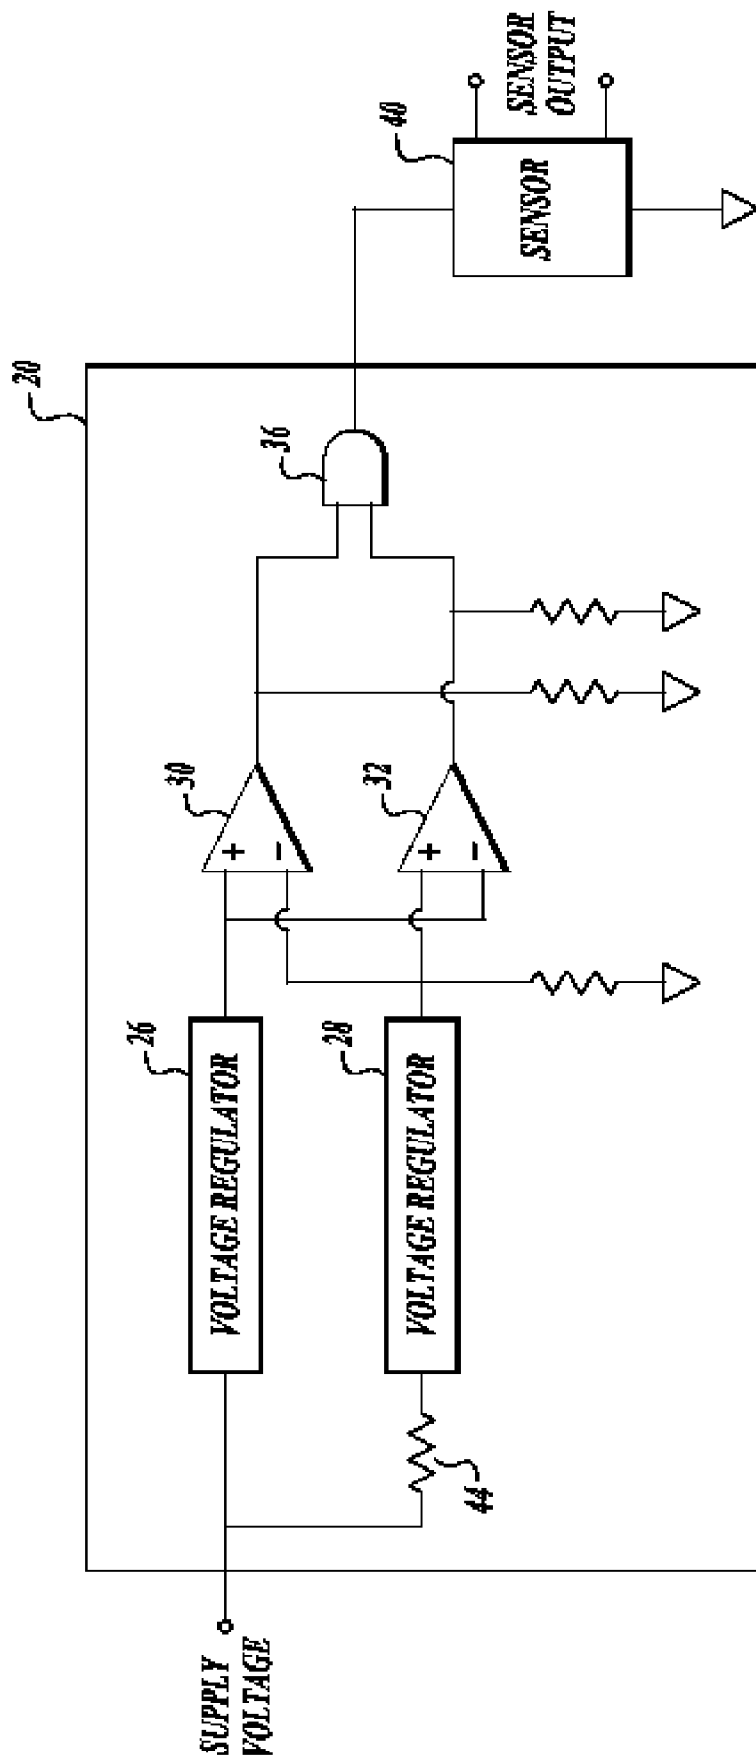 SUPPLY
VOLTAGE
20
26
VOLTAGE REGULATOR
28
VOLTAGE REGULATOR
44
30
+
−
32
+
−
36
40
SENSOR
SENSOR
OUTPUT